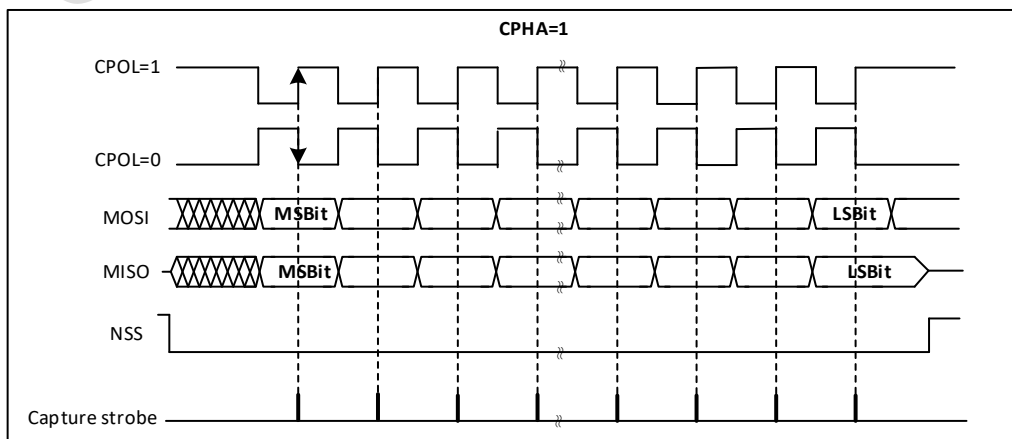 CPHA=1
CPOL=1
CPOL=0
MOSI MSBit LSBit
MISO MSBit LSBit
NSS
Capture strobe